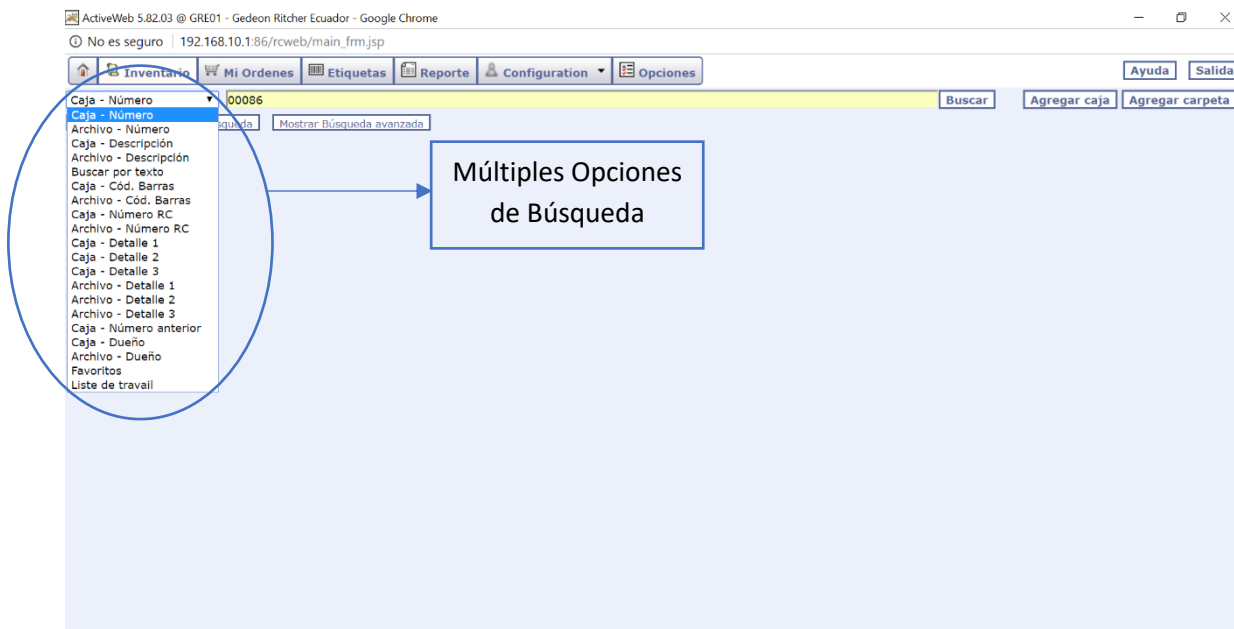 ActiveWeb 5.82.03 @ GRE01 - Gedeon Ritcher Ecuador - Google Chrome
No es seguro | 192.168.10.1:86/rcweb/main_frm.jsp
Inventario Mi Ordenes Etiquetas Reporte Configuration Opciones Ayuda Salida
Caja - Número 00086 Buscar Agregar caja Agregar carpeta
Caja - Número
Mostrar Búsqueda avanzada
Archivo - Número
Caja - Descripción
Archivo - Descripción
Buscar por texto
Caja - Cód. Barras
Archivo - Cód. Barras
Caja - Número RC
Archivo - Número RC
Caja - Detalle 1
Caja - Detalle 2
Caja - Detalle 3
Archivo - Detalle 1
Archivo - Detalle 2
Archivo - Detalle 3
Caja - Número anterior
Caja - Dueño
Archivo - Dueño
Favoritos
Liste de travail
Múltiples Opciones
de Búsqueda